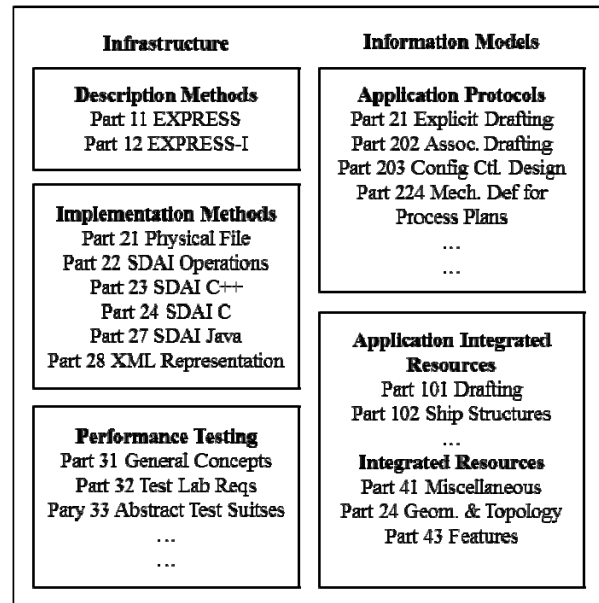 Infrastructure
Description Methods
Part 11 EXPRESS
Part 12 EXPRESS-I
Implementation Methods
Part 21 Physical File
Part 22 SDAI Operations
Part 23 SDAI C++
Part 24 SDAI C
Part 27 SDAI Java
Part 28 XML Representation
Performance Testing
Part 31 General Concepts
Part 32 Test Lab Reqs
Pary 33 Abstract Test Suitses
...
...
Information Models
Application Protocols
Part 21 Explicit Drafting
Part 202 Assoc. Drafting
Part 203 Config Ctl. Design
Part 224 Mech. Def for
Process Plans
...
...
Application Integrated
Resources
Part 101 Drafting
Part 102 Ship Structures
...
Integrated Resources
Part 41 Miscellaneous
Part 24 Geom. & Topology
Part 43 Features